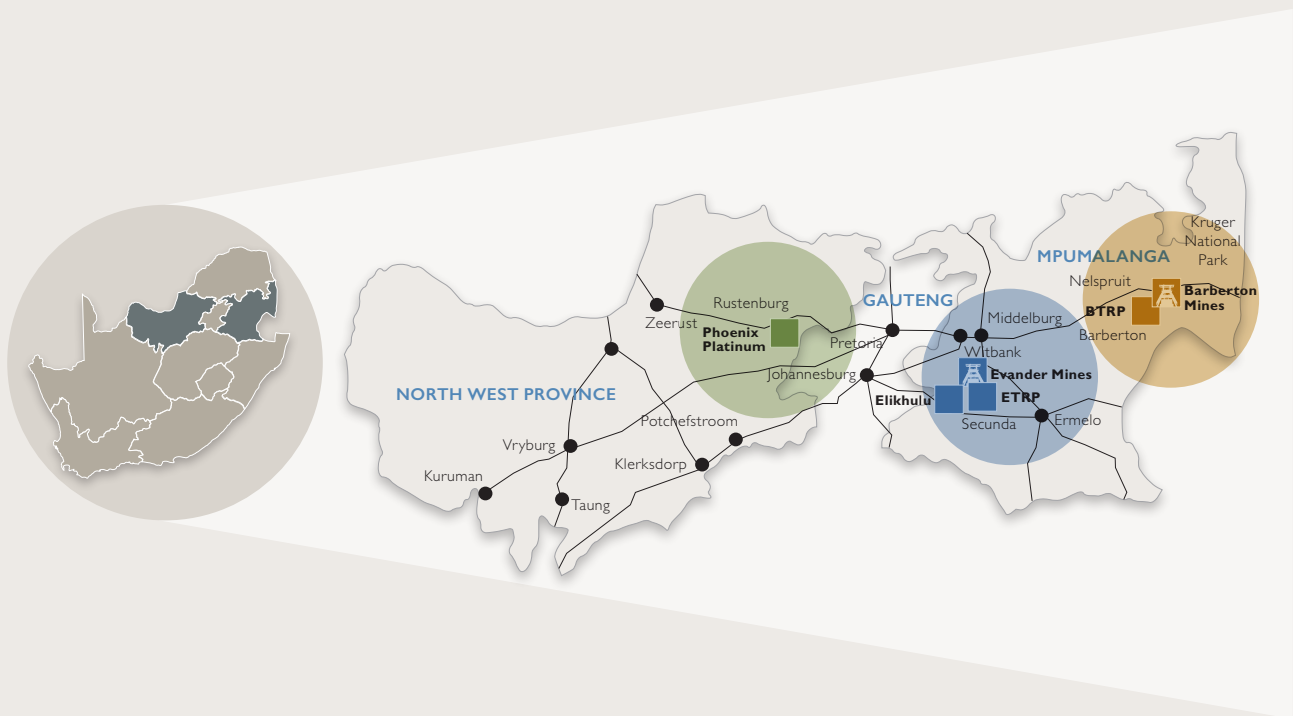 Kruger
National
Park
MPUMALANGA
Nelspruit
Barberton
Mines
BTRP
Barberton
GAUTENG
Rustenburg
Zeerust
Phoenix
Platinum
Middelburg
Pretoria
Witbank
Johannesburg
Evander Mines
Elikhulu
ETRP
NORTH WEST PROVINCE
Potchefstroom
Secunda
Ermelo
Vryburg
Klerksdorp
Kuruman
Taung